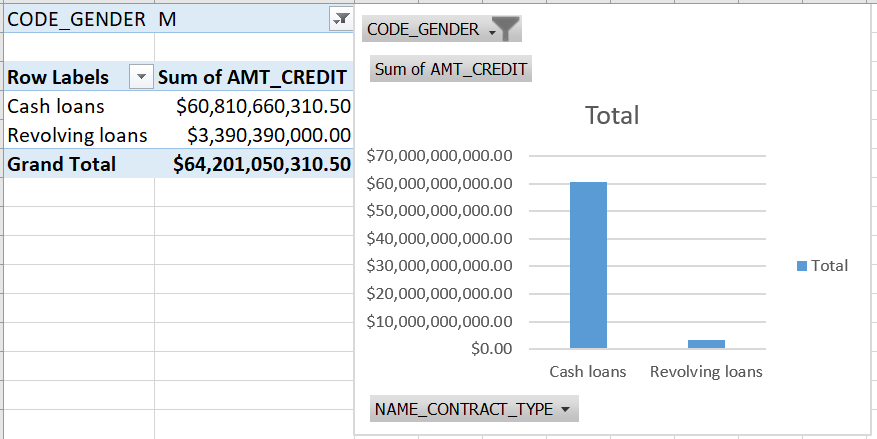 CODE_GENDER M
Row Labels Sum of AMT_CREDIT
Cash loans $60,810,660,310.50
Revolving loans $3,390,390,000.00
Grand Total $64,201,050,310.50
CODE_GENDER
Sum of AMT_CREDIT
Total
$70,000,000,000.00
$60,000,000,000.00
$50,000,000,000.00
$40,000,000,000.00
$30,000,000,000.00
$20,000,000,000.00
$10,000,000,000.00
$0.00
Cash loans Revolving loans
Total
NAME_CONTRACT_TYPE